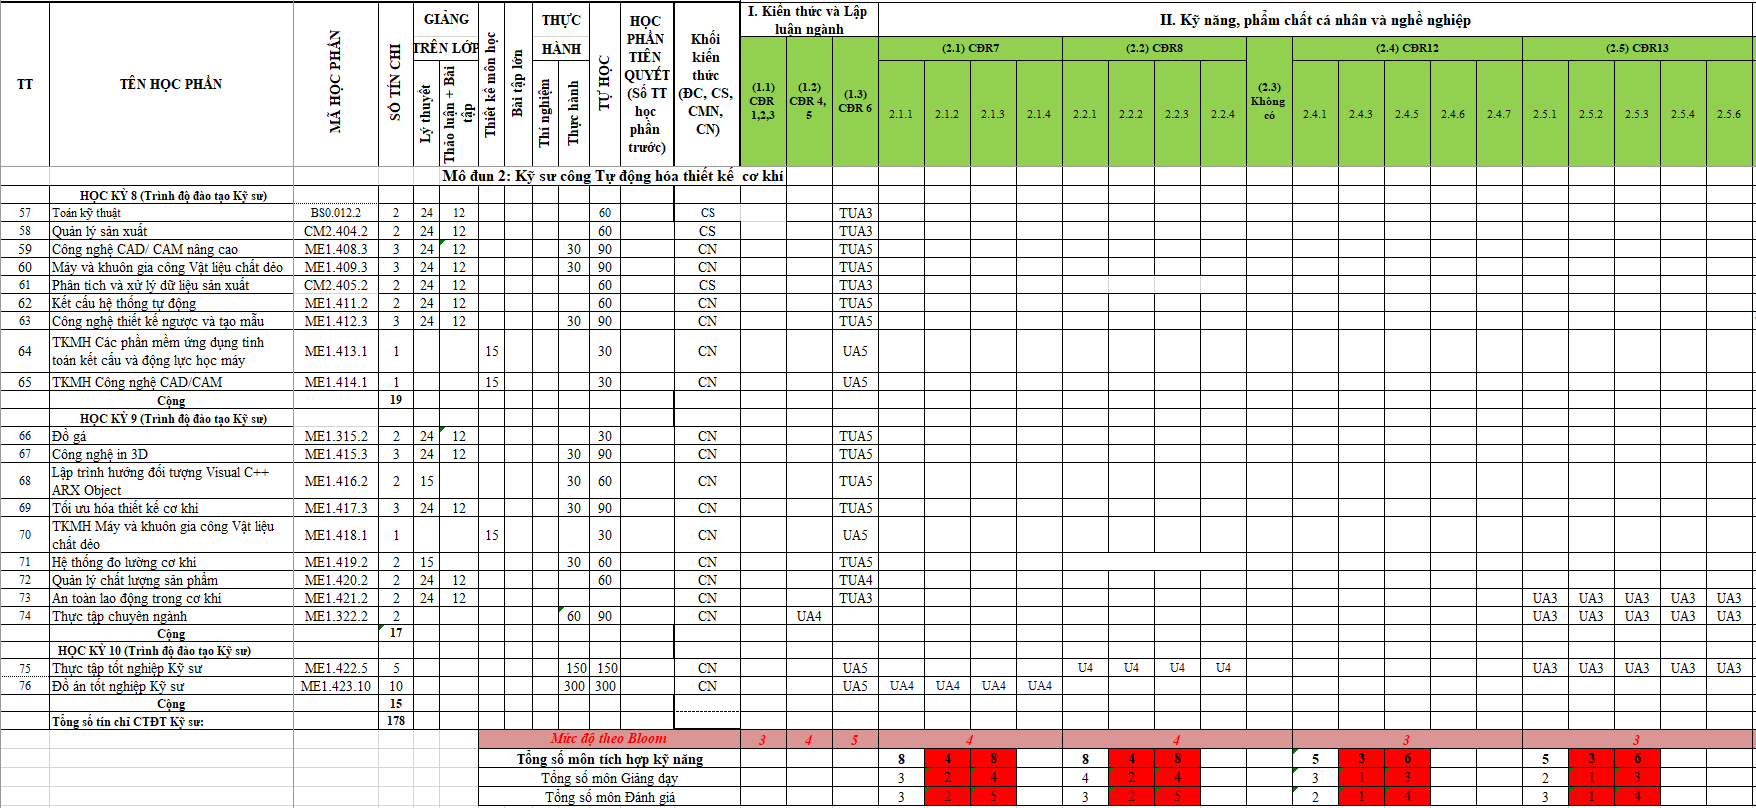 TT TÊN HỌC PHẦN MÃ HỌC PHẦN SỐ TÍN CHỈ GIẢNG TRÊN LỚP Lý thuyết Thảo luận + Bài tập Thiết kế môn học Bài tập lớn THỰC HÀNH Thí nghiệm Thực hành TỰ HỌC HỌC PHẦN TIÊN QUYẾT (Số TT học phần trước) Khối kiến thức (ĐC, CS, CMN, CN)
I. Kiến thức và Lập luận ngành II. Kỹ năng, phẩm chất cá nhân và nghề nghiệp
(1.1) CĐR 1,2,3 (1.2) CĐR 4, 5 (1.3) CĐR 6 (2.1) CĐR7 (2.2) CĐR8 (2.3) Không có (2.4) CĐR12 (2.5) CĐR13
2.1.1 2.1.2 2.1.3 2.1.4 2.2.1 2.2.2 2.2.3 2.2.4 2.4.1 2.4.3 2.4.5 2.4.6 2.4.7 2.5.1 2.5.2 2.5.3 2.5.4 2.5.6
Mô đun 2: Kỹ sư công Tự động hóa thiết kế cơ khí
HỌC KỲ 8 (Trình độ đào tạo Kỹ sư)
57 Toán kỹ thuật BS0.012.2 2 24 12 60 CS TUA3
58 Quản lý sản xuất CM2.404.2 2 24 12 60 CS TUA3
59 Công nghệ CAD/ CAM nâng cao ME1.408.3 3 24 12 30 90 CN TUA5
60 Máy và khuôn gia công Vật liệu chất dẻo ME1.409.3 3 24 12 30 90 CN TUA5
61 Phân tích và xử lý dữ liệu sản xuất CM2.405.2 2 24 12 60 CS TUA3
62 Kết cấu hệ thống tự động ME1.411.2 2 24 12 60 CN TUA5
63 Công nghệ thiết kế ngược và tạo mẫu ME1.412.3 3 24 12 30 90 CN TUA5
64 TKMH Các phần mềm ứng dụng tính toán kết cấu và động lực học máy ME1.413.1 1 15 30 CN UA5
65 TKMH Công nghệ CAD/CAM ME1.414.1 1 15 30 CN UA5
Cộng 19
HỌC KỲ 9 (Trình độ đào tạo Kỹ sư)
66 Đồ gá ME1.315.2 2 24 12 30 CN TUA5
67 Công nghệ in 3D ME1.415.3 3 24 12 30 90 CN TUA5
68 Lập trình hướng đối tượng Visual C++ ARX Object ME1.416.2 2 15 30 60 CN TUA5
69 Tối ưu hóa thiết kế cơ khí ME1.417.3 3 24 12 30 90 CN TUA5
70 TKMH Máy và khuôn gia công Vật liệu chất dẻo ME1.418.1 1 15 30 CN UA5
71 Hệ thống đo lường cơ khí ME1.419.2 2 15 30 60 CN TUA5
72 Quản lý chất lượng sản phẩm ME1.420.2 2 24 12 60 CN TUA4
73 An toàn lao động trong cơ khí ME1.421.2 2 24 12 CN TUA3 UA3 UA3 UA3 UA3 UA3
74 Thực tập chuyên ngành ME1.322.2 2 60 90 CN UA4 UA3 UA3 UA3 UA3 UA3
Cộng 17
HỌC KỲ 10 (Trình độ đào tạo Kỹ sư)
75 Thực tập tốt nghiệp Kỹ sư ME1.422.5 5 150 150 CN UA5 U4 U4 U4 U4 UA3 UA3 UA3 UA3 UA3
76 Đồ án tốt nghiệp Kỹ sư ME1.423.10 10 300 300 CN UA5 UA4 UA4 UA4 UA4
Cộng 15
Tổng số tín chỉ CTĐT Kỹ sư: 178
Mức độ theo Bloom 3 4 5 4 4 3 3
Tổng số môn tích hợp kỹ năng 8 4 8 8 4 8 5 3 6 5 3 6
Tổng số môn Giảng dạy 3 2 4 4 2 4 3 1 3 2 1 3
Tổng số môn Đánh giá 3 2 5 3 2 5 2 1 4 3 1 4